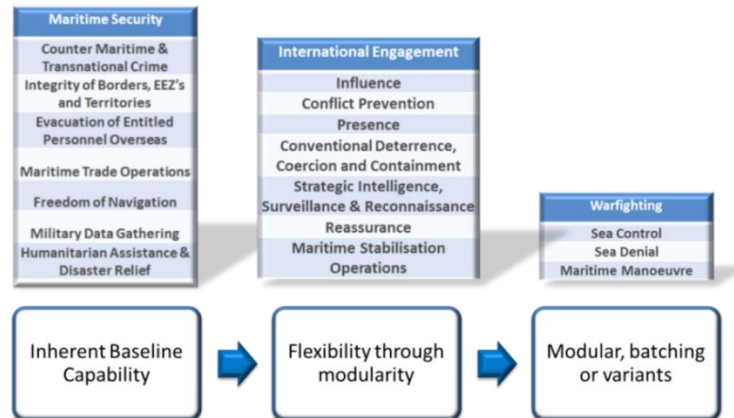 Maritime Security
Counter Maritime &
Transnational Crime
Integrity of Borders, EEZ's
and Territories
Evacuation of Entitled
Personnel Overseas
Maritime Trade Operations
Freedom of Navigation
Military Data Gathering
Humanitarian Assistance &
Disaster Relief
International Engagement
Influence
Conflict Prevention
Presence
Conventional Deterrence,
Coercion and Containment
Strategic Intelligence,
Surveillance & Reconnaissance
Reassurance
Maritime Stabilisation
Operations
Warfighting
Sea Control
Sea Denial
Maritime Manoeuvre
Inherent Baseline
Capability
Flexibility through
modularity
Modular, batching
or variants